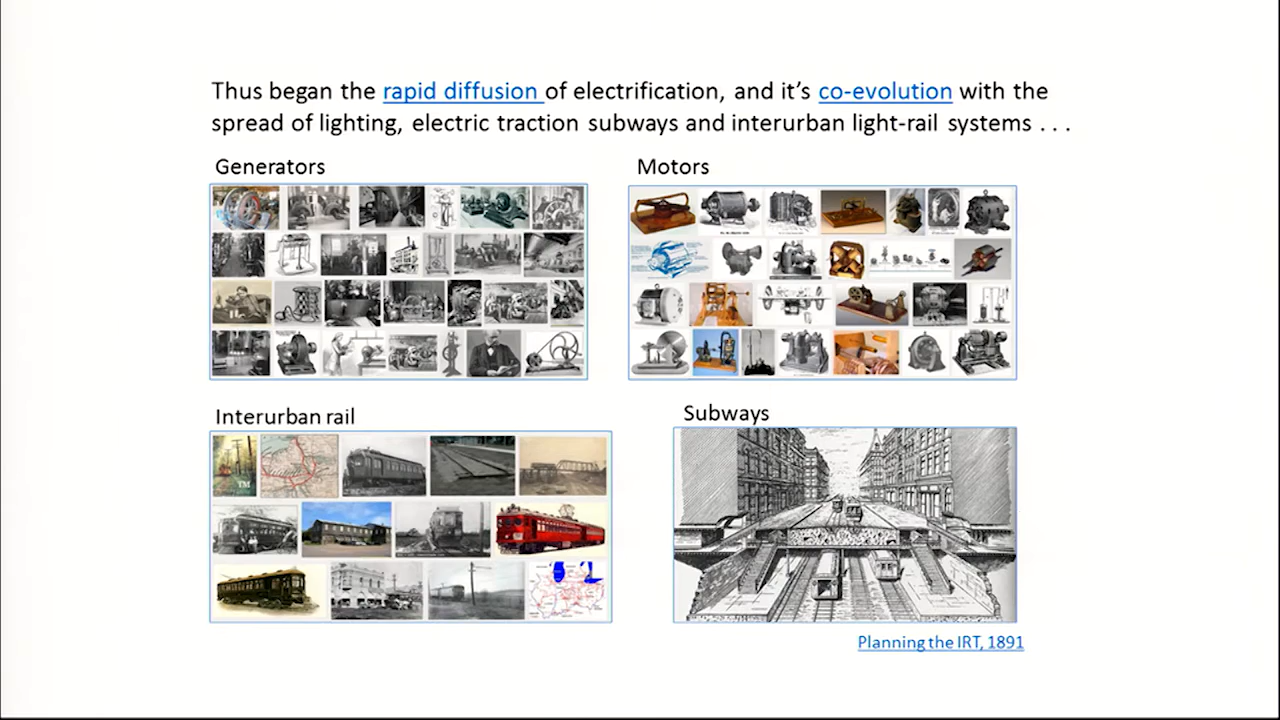 Thus began the rapid diffusion of electrification, and it's co-evolution with the
spread of lighting, electric traction subways and interurban light-rail systems . . .
Generators
Motors
Interurban rail
Subways
TM
Planning the IRT, 1891